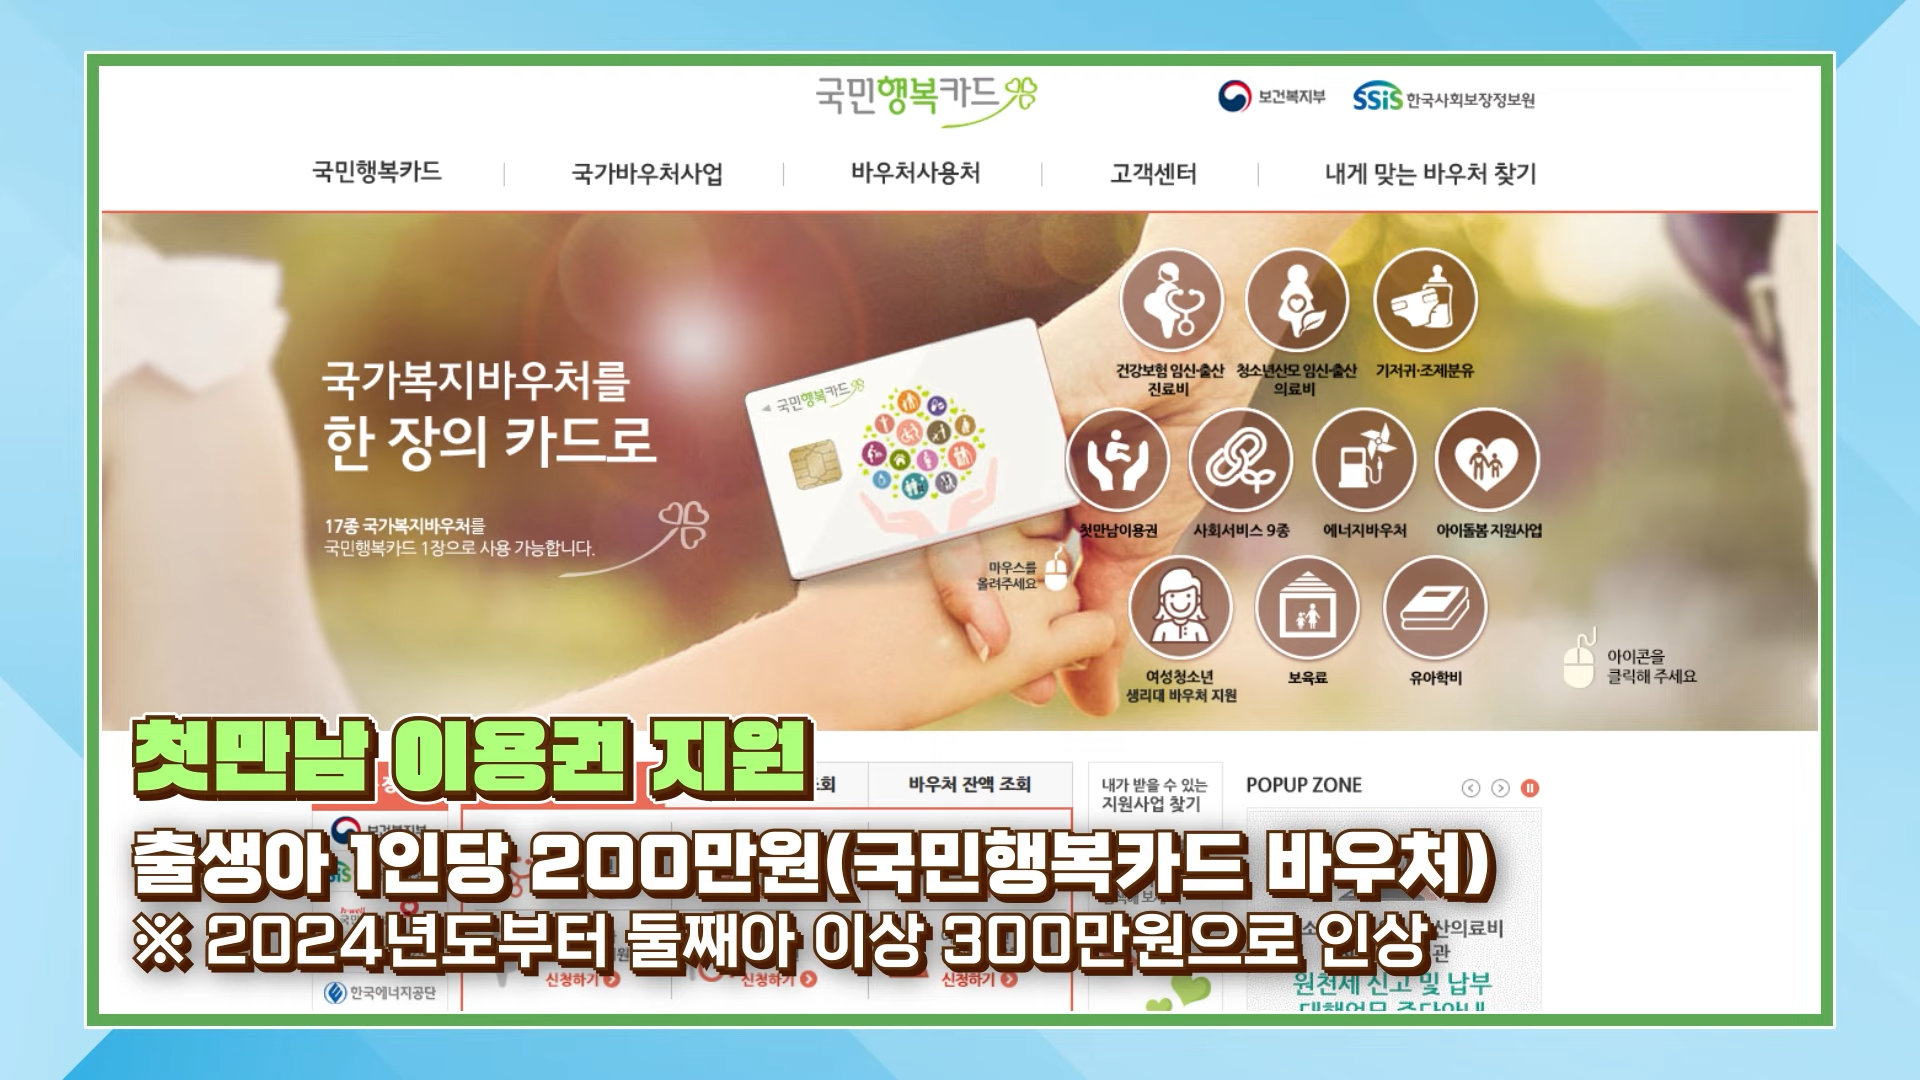 국민행복카드
보건복지부
SSiS 한국사회보장정보원
국민행복카드
국가바우처사업
바우처사용처
고객센터
내게 맞는 바우처 찾기
국가복지바우처를
한 장의 카드로
17종 국가복지바우처를
국민행복카드 1장으로 사용 가능합니다.
국민행복카드
마우스를
올려주세요
건강보험 임신·출산
진료비
청소년산모 임신·출산
의료비
기저귀·조제분유
첫만남이용권
사회서비스 9종
에너지바우처
아이돌봄 지원사업
여성청소년
생리대 바우처 지원
보육료
유아학비
아이콘을
클릭해 주세요
첫만남 이용권 지원
바우처 잔액 조회
내가 받을 수 있는
지원사업 찾기
POPUP ZONE
출생아 1인당 200만원(국민행복카드 바우처)
※ 2024년도부터 둘째아 이상 300만원으로 인상
산의료비
관
신청하기
신청하기
신청하기
한국에너지공단
원천세 신고 및 납부